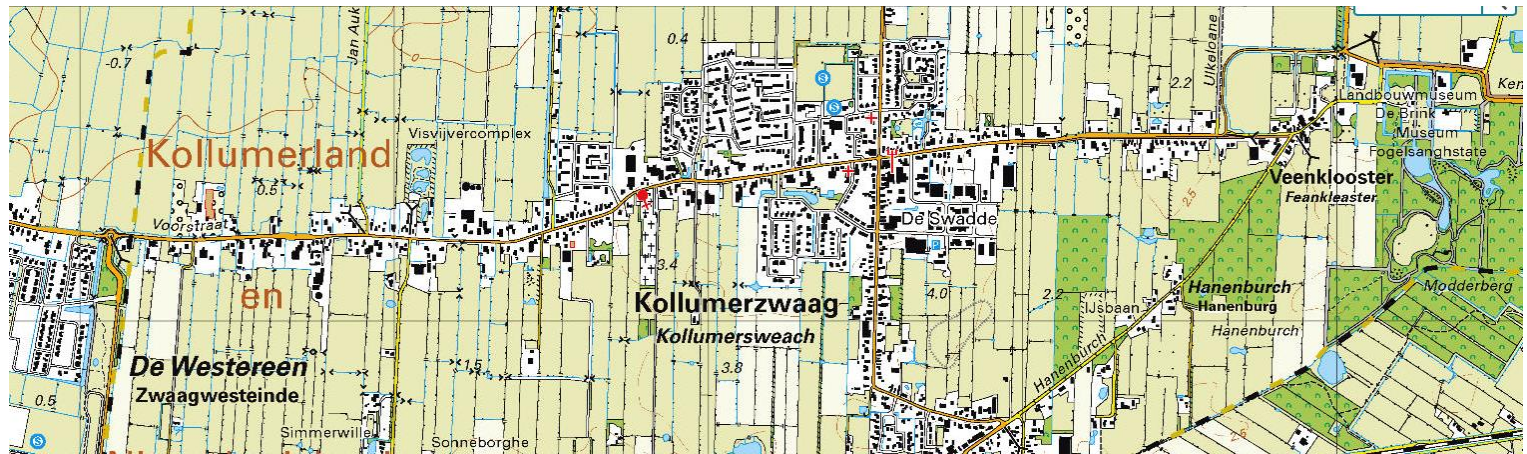 Jan Auk
0.4
-0.7
Ulkeloane
2.2
Ken
Landbouwmuseum
De Brink
Museum
Fogelsanghstate
Visvijvercomplex
Kollumerland
0.5
S
S
Veenklooster
Feankleaster
2.5
Voorstraat
De Swadde
P
3.4
en
4.0
2.2
Hanenburch
Hanenburg
Hanenburch
Modderberg
IJsbaan
Kollumerzwaag
Kollumersweach
Hanenburch
De Westereen
Zwaagwesteinde
1.5
3.8
0.5
S
Simmerwille
Sonneborghe
2.6